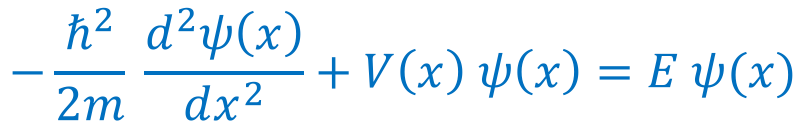 −ħ²/2m d²ψ(x)/dx² + V(x) ψ(x) = E ψ(x)